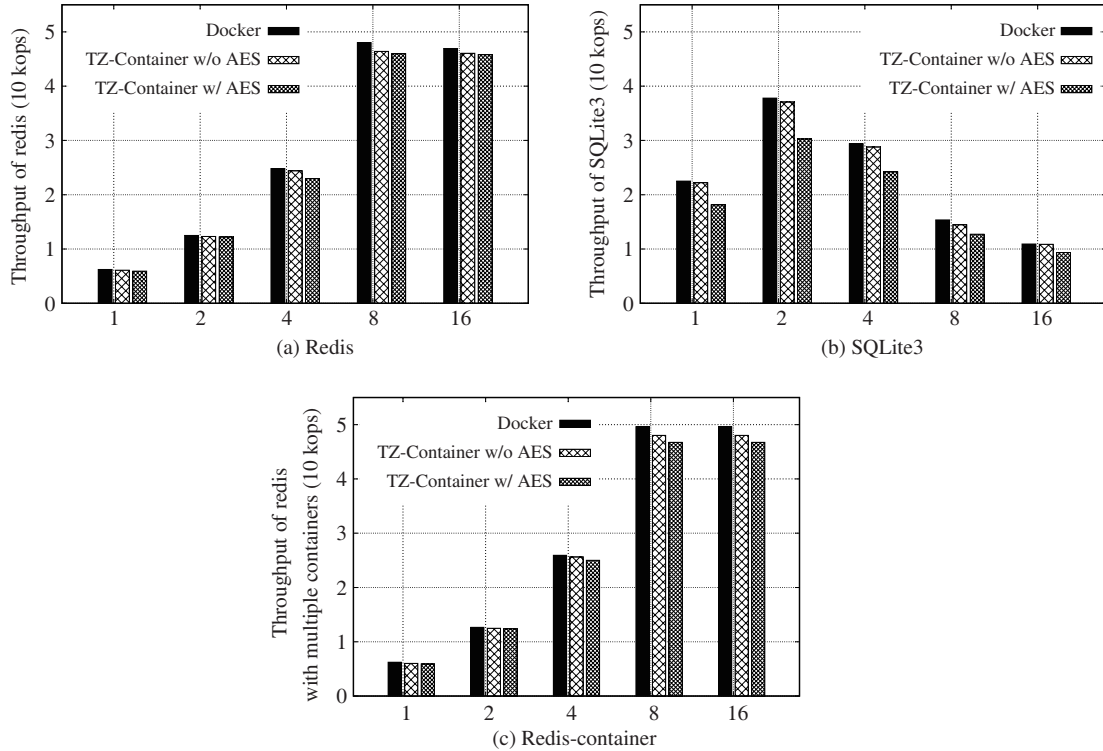 Throughput of redis (10 kops)
5
4
3
2
1
0
Docker
TZ-Container w/o AES
TZ-Container w/ AES
1 2 4 8 16
(a) Redis
Throughput of SQLite3 (10 kops)
5
4
3
2
1
0
Docker
TZ-Container w/o AES
TZ-Container w/ AES
1 2 4 8 16
(b) SQLite3
Throughput of redis
with multiple containers (10 kops)
5
4
3
2
1
0
Docker
TZ-Container w/o AES
TZ-Container w/ AES
1 2 4 8 16
(c) Redis-container